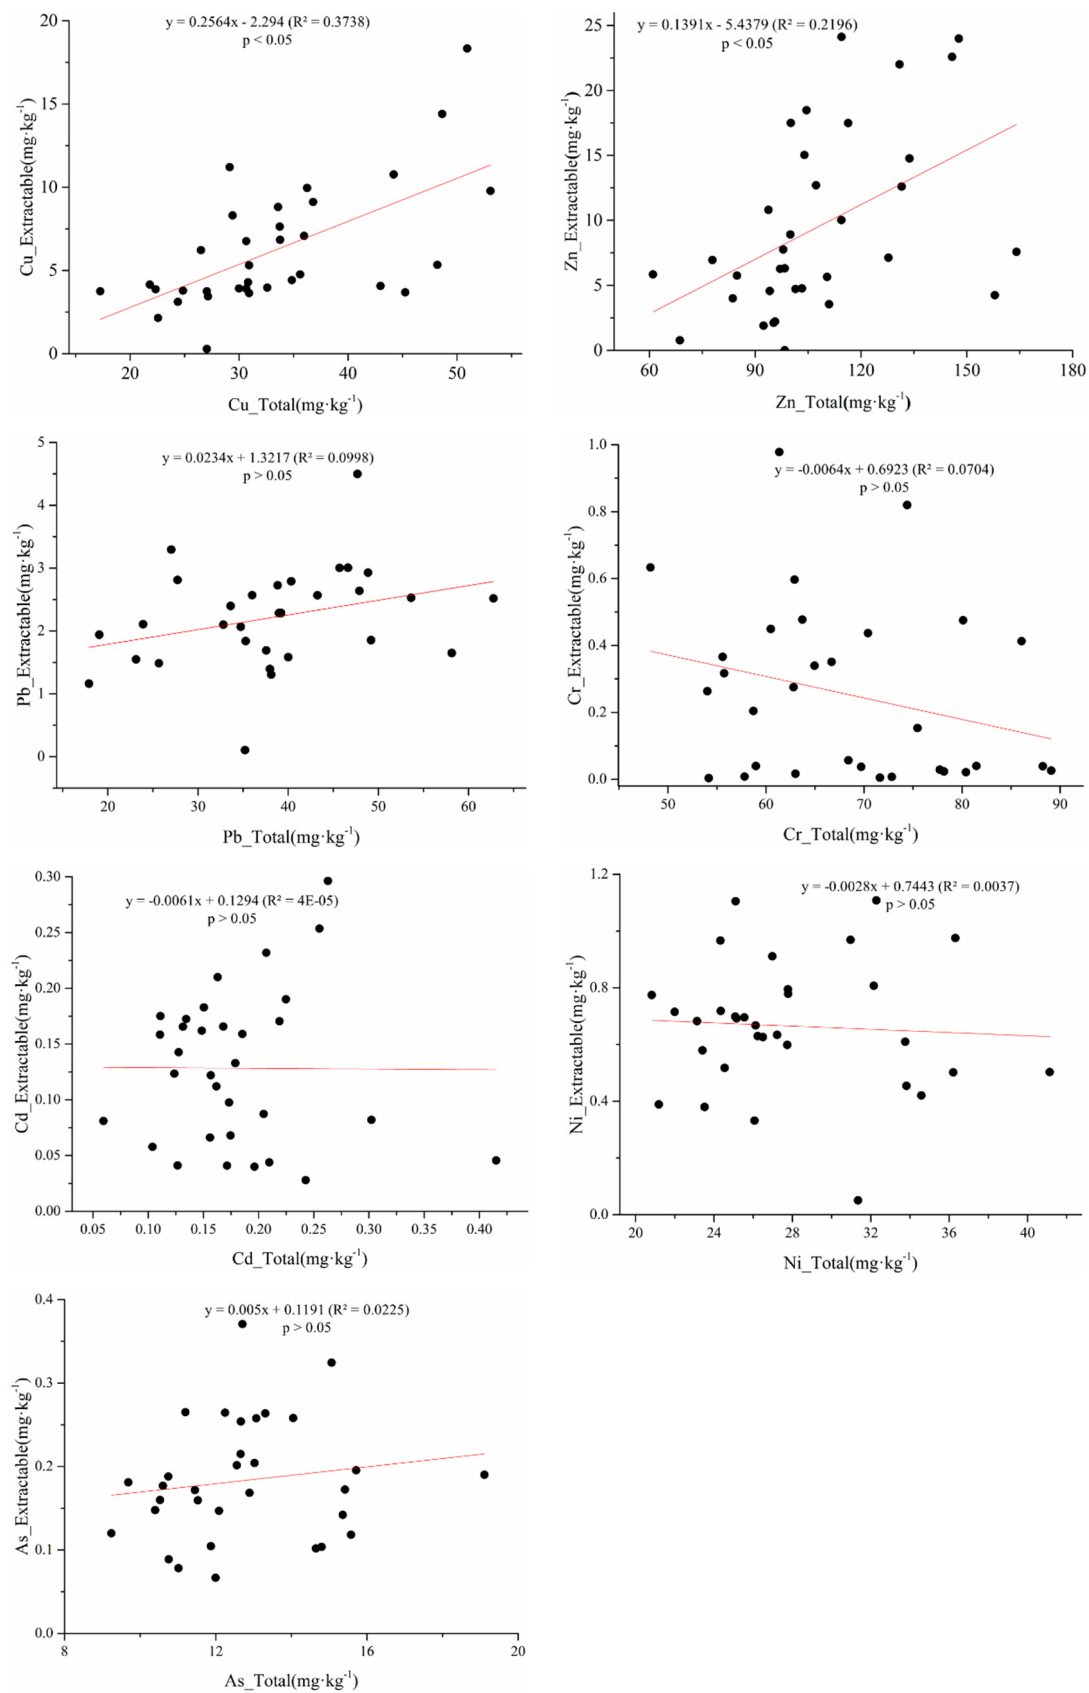 y = 0.2564x - 2.294 (R² = 0.3738)
p < 0.05
20
15
10
5
0
Cu_Extractable(mg·kg⁻¹)
20 30 40 50
Cu_Total(mg·kg⁻¹)
y = 0.1391x - 5.4379 (R² = 0.2196)
p < 0.05
25
20
15
10
5
0
Zn_Extractable(mg·kg⁻¹)
60 90 120 150 180
Zn_Total(mg·kg⁻¹)
y = 0.0234x + 1.3217 (R² = 0.0998)
p > 0.05
5
4
3
2
1
0
Pb_Extractable(mg·kg⁻¹)
20 30 40 50 60
Pb_Total(mg·kg⁻¹)
y = -0.0064x + 0.6923 (R² = 0.0704)
p > 0.05
1.0
0.8
0.6
0.4
0.2
0.0
Cr_Extractable(mg·kg⁻¹)
50 60 70 80 90
Cr_Total(mg·kg⁻¹)
y = -0.0061x + 0.1294 (R² = 4E-05)
p > 0.05
0.30
0.25
0.20
0.15
0.10
0.05
0.00
Cd_Extractable(mg·kg⁻¹)
0.05 0.10 0.15 0.20 0.25 0.30 0.35 0.40
Cd_Total(mg·kg⁻¹)
y = -0.0028x + 0.7443 (R² = 0.0037)
p > 0.05
1.2
0.8
0.4
0.0
Ni_Extractable(mg·kg⁻¹)
20 24 28 32 36 40
Ni_Total(mg·kg⁻¹)
y = 0.005x + 0.1191 (R² = 0.0225)
p > 0.05
0.4
0.3
0.2
0.1
0.0
As_Extractable(mg·kg⁻¹)
8 12 16 20
As_Total(mg·kg⁻¹)